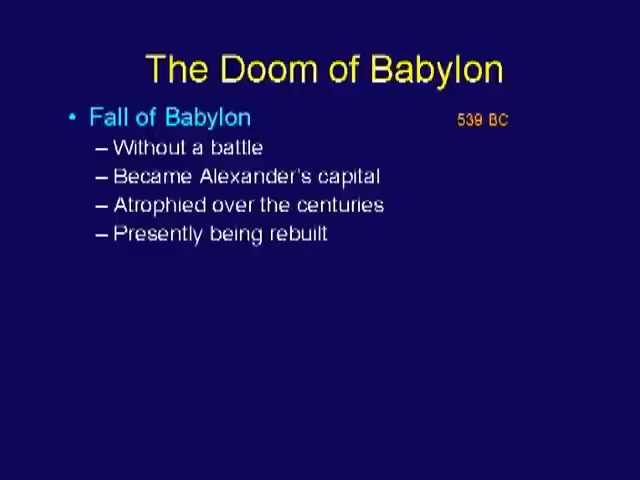 The Doom of Babylon
• Fall of Babylon 539 BC
– Without a battle
– Became Alexander's capital
– Atrophied over the centuries
– Presently being rebuilt